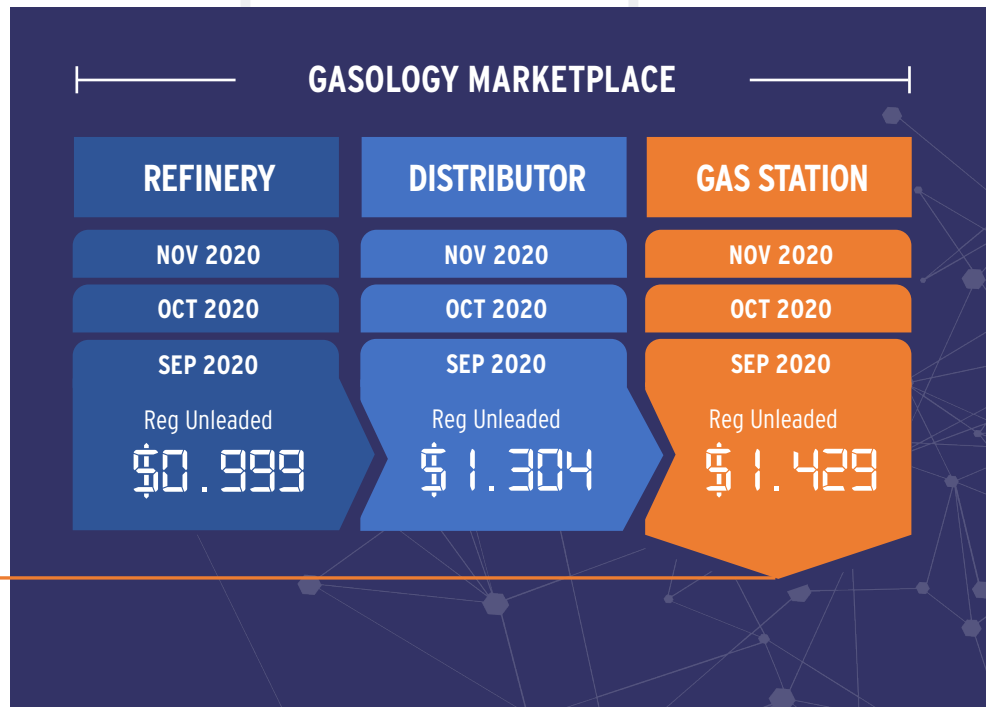 GASOLOGY MARKETPLACE
REFINERY
NOV 2020
OCT 2020
SEP 2020
Reg Unleaded
$0.999
DISTRIBUTOR
NOV 2020
OCT 2020
SEP 2020
Reg Unleaded
$1.304
GAS STATION
NOV 2020
OCT 2020
SEP 2020
Reg Unleaded
$1.429